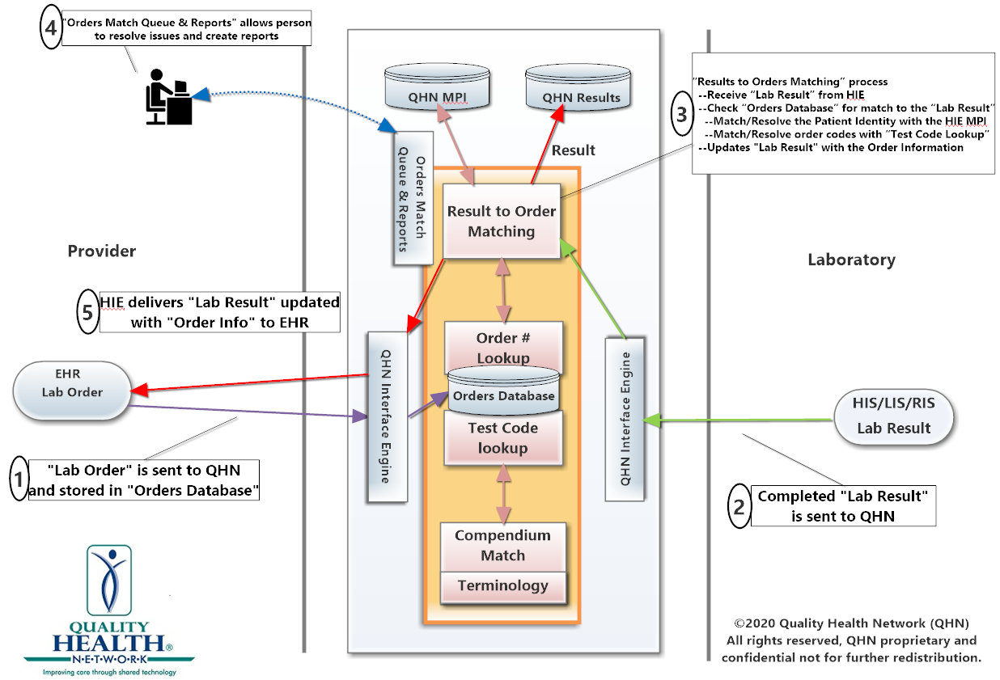 4
"Orders Match Queue & Reports" allows person
to resolve issues and create reports
QHN MPI
QHN Results
Result
3
"Results to Orders Matching" process
--Receive "Lab Result" from HIE
--Check "Orders Database" for match to the "Lab Result"
--Match/Resolve the Patient Identity with the HIE MPI
--Match/Resolve order codes with "Test Code Lookup"
--Updates "Lab Result" with the Order Information
Orders Match
Queue & Reports
Result to Order
Matching
Provider
Laboratory
5
HIE delivers "Lab Result" updated
with "Order Info" to EHR
Order #
Lookup
Orders Database
Test Code
lookup
QHN Interface Engine
QHN Interface Engine
EHR
Lab Order
HIS/LIS/RIS
Lab Result
1
"Lab Order" is sent to QHN
and stored in "Orders Database"
2
Completed "Lab Result"
is sent to QHN
Compendium
Match
Terminology
QUALITY
HEALTH®
N•E•T•W•O•R•K
Improving care through shared technology
©2020 Quality Health Network (QHN)
All rights reserved, QHN proprietary and
confidential not for further redistribution.